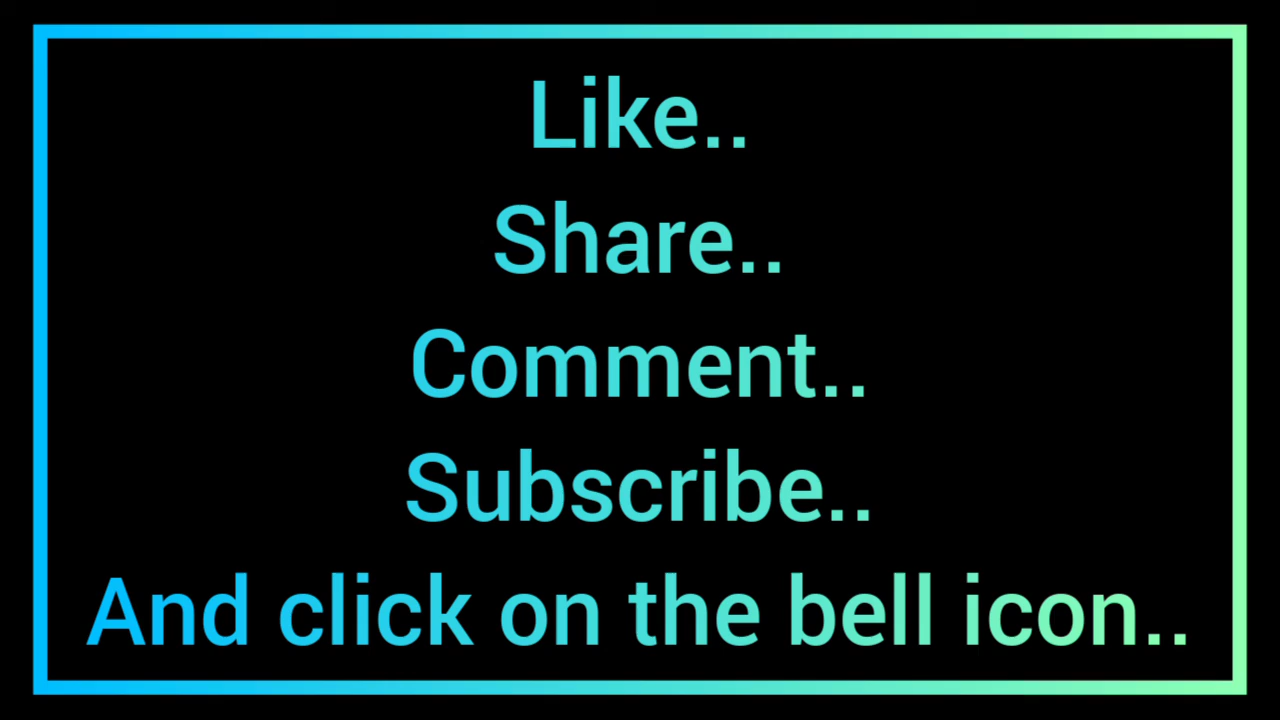 Like..
Share..
Comment..
Subscribe..
And click on the bell icon..